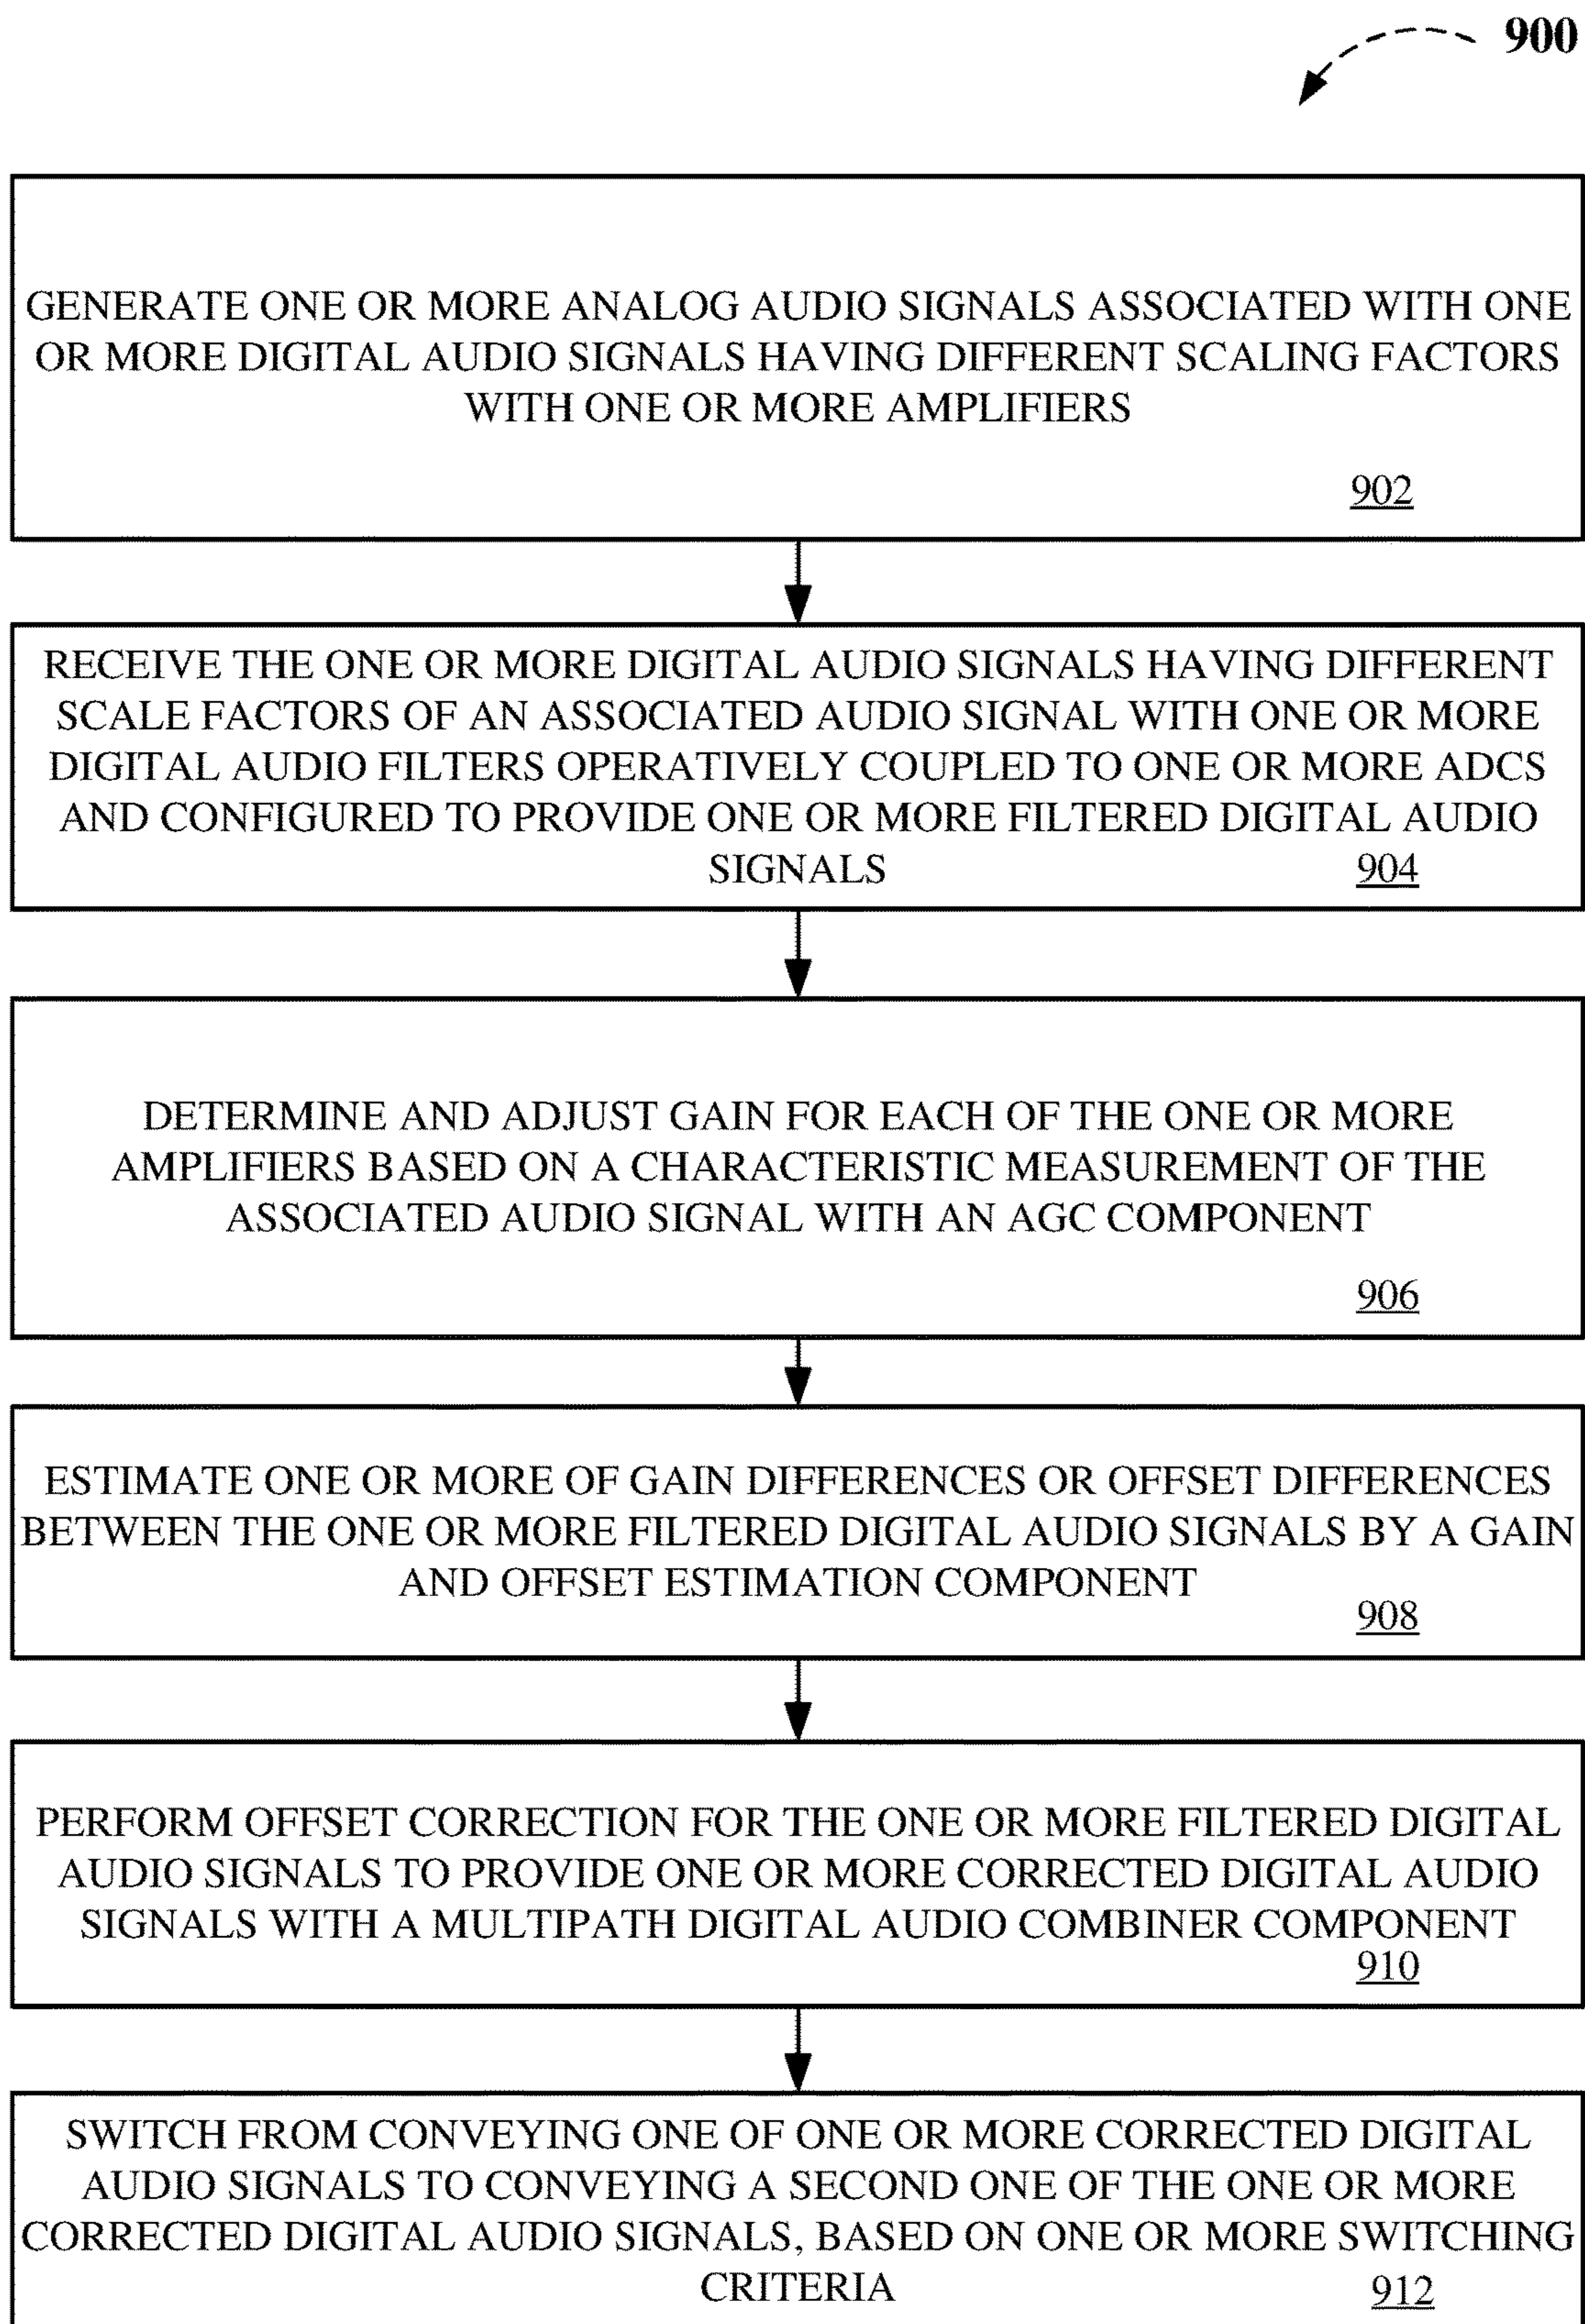 900
GENERATE ONE OR MORE ANALOG AUDIO SIGNALS ASSOCIATED WITH ONE
OR MORE DIGITAL AUDIO SIGNALS HAVING DIFFERENT SCALING FACTORS
WITH ONE OR MORE AMPLIFIERS
902
RECEIVE THE ONE OR MORE DIGITAL AUDIO SIGNALS HAVING DIFFERENT
SCALE FACTORS OF AN ASSOCIATED AUDIO SIGNAL WITH ONE OR MORE
DIGITAL AUDIO FILTERS OPERATIVELY COUPLED TO ONE OR MORE ADCS
AND CONFIGURED TO PROVIDE ONE OR MORE FILTERED DIGITAL AUDIO
SIGNALS 904
DETERMINE AND ADJUST GAIN FOR EACH OF THE ONE OR MORE
AMPLIFIERS BASED ON A CHARACTERISTIC MEASUREMENT OF THE
ASSOCIATED AUDIO SIGNAL WITH AN AGC COMPONENT
906
ESTIMATE ONE OR MORE OF GAIN DIFFERENCES OR OFFSET DIFFERENCES
BETWEEN THE ONE OR MORE FILTERED DIGITAL AUDIO SIGNALS BY A GAIN
AND OFFSET ESTIMATION COMPONENT
908
PERFORM OFFSET CORRECTION FOR THE ONE OR MORE FILTERED DIGITAL
AUDIO SIGNALS TO PROVIDE ONE OR MORE CORRECTED DIGITAL AUDIO
SIGNALS WITH A MULTIPATH DIGITAL AUDIO COMBINER COMPONENT
910
SWITCH FROM CONVEYING ONE OF ONE OR MORE CORRECTED DIGITAL
AUDIO SIGNALS TO CONVEYING A SECOND ONE OF THE ONE OR MORE
CORRECTED DIGITAL AUDIO SIGNALS, BASED ON ONE OR MORE SWITCHING
CRITERIA 912